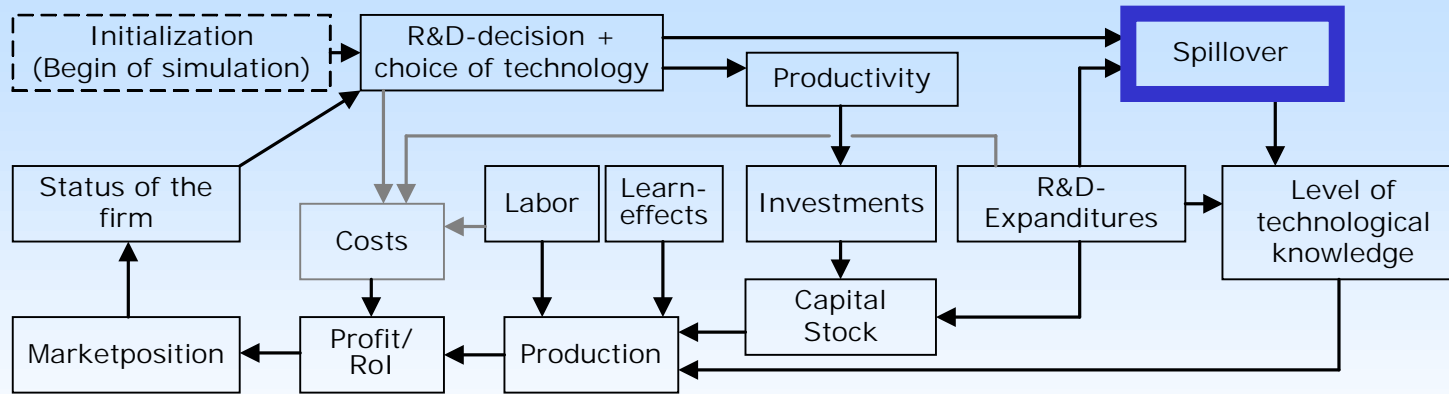 Initialization
(Begin of simulation)
R&D-decision +
choice of technology
Spillover
Productivity
Status of the
firm
Costs
Labor
Learn-
effects
Investments
R&D-
Expanditures
Level of
technological
knowledge
Marketposition
Profit/
RoI
Production
Capital
Stock